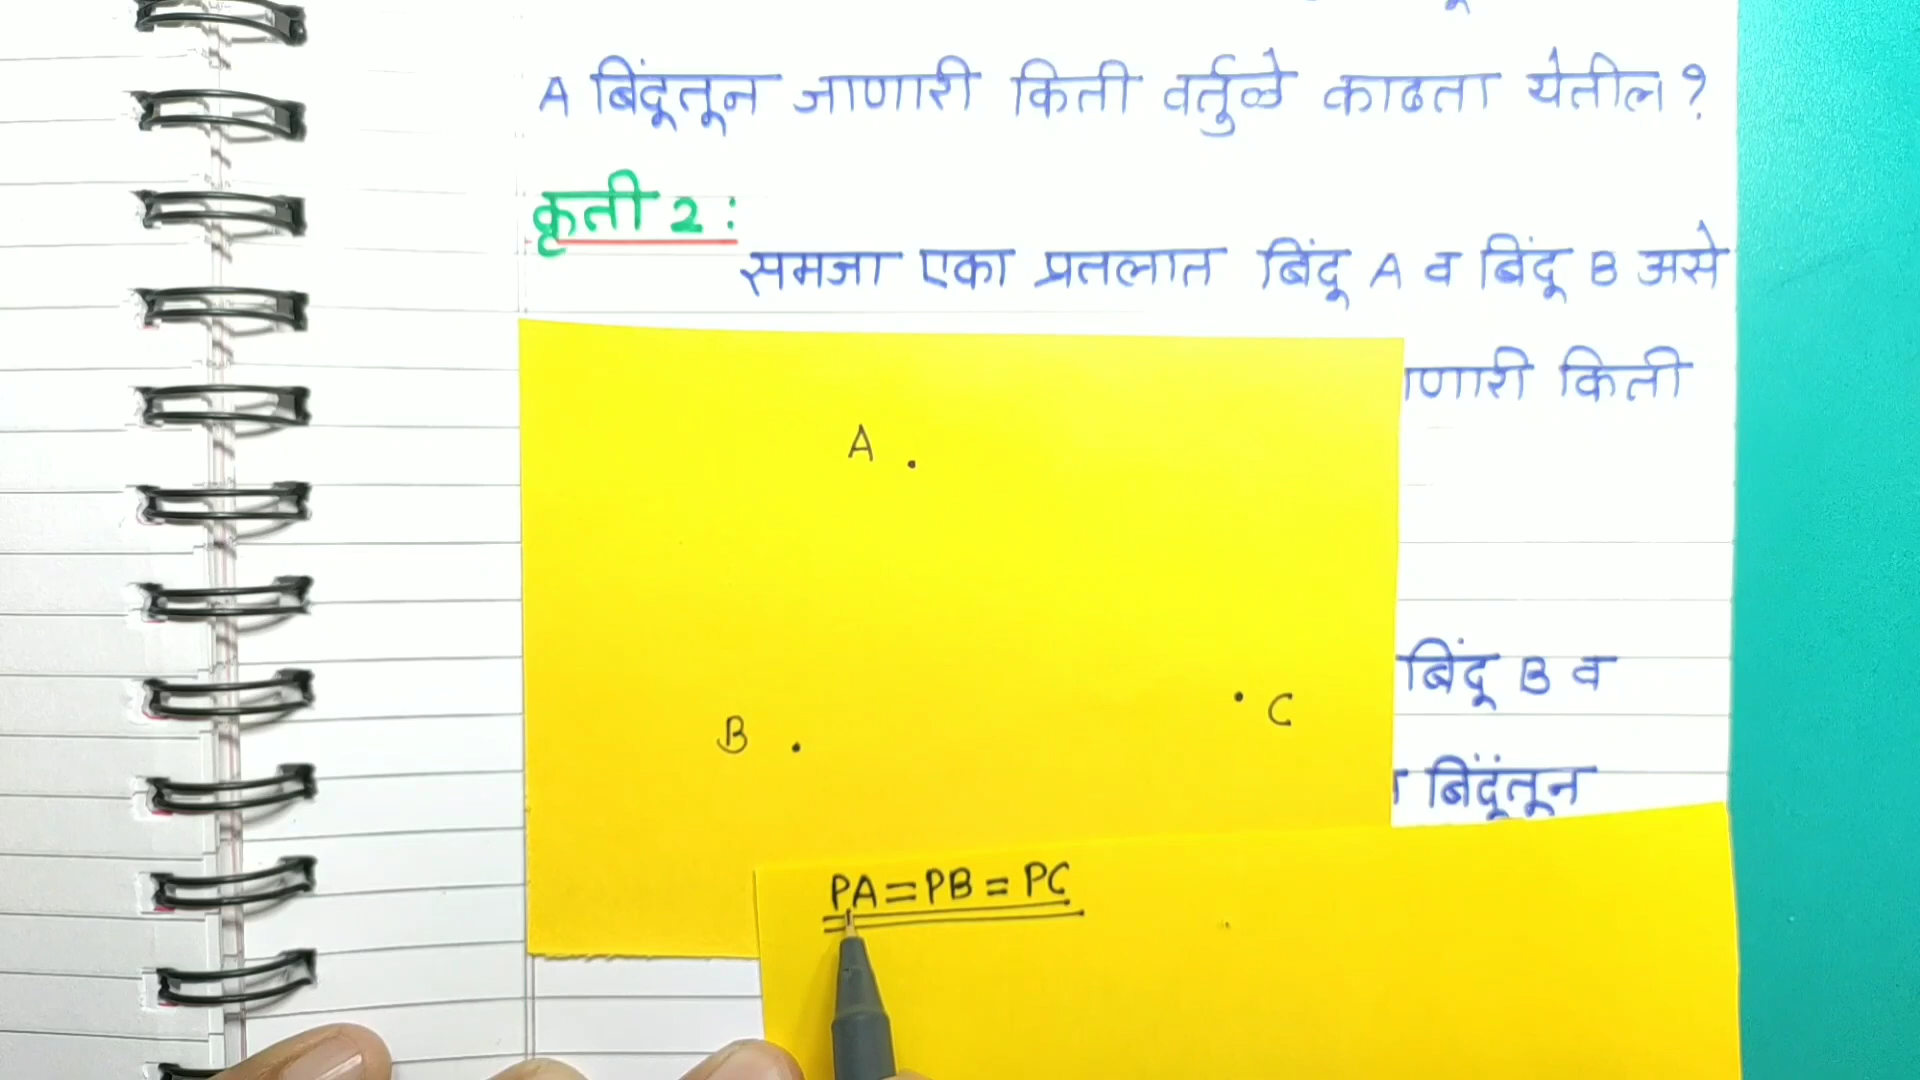 A बिंदूतून जाणारी किती वर्तुळे काढता येतील ?
कृती 2 :
समजा एका प्रतलात बिंदू A व बिंदू B असे
किती
A
B
C
बिंदू B व
बिंदूंतून
PA = PB = PC